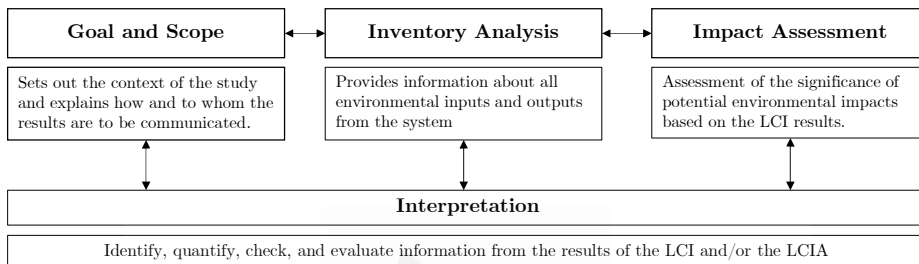 Goal and Scope
Inventory Analysis
Impact Assessment
Sets out the context of the study
and explains how and to whom the
results are to be communicated.
Provides information about all
environmental inputs and outputs
from the system
Assessment of the significance of
potential environmental impacts
based on the LCI results.
Interpretation
Identify, quantify, check, and evaluate information from the results of the LCI and/or the LCIA